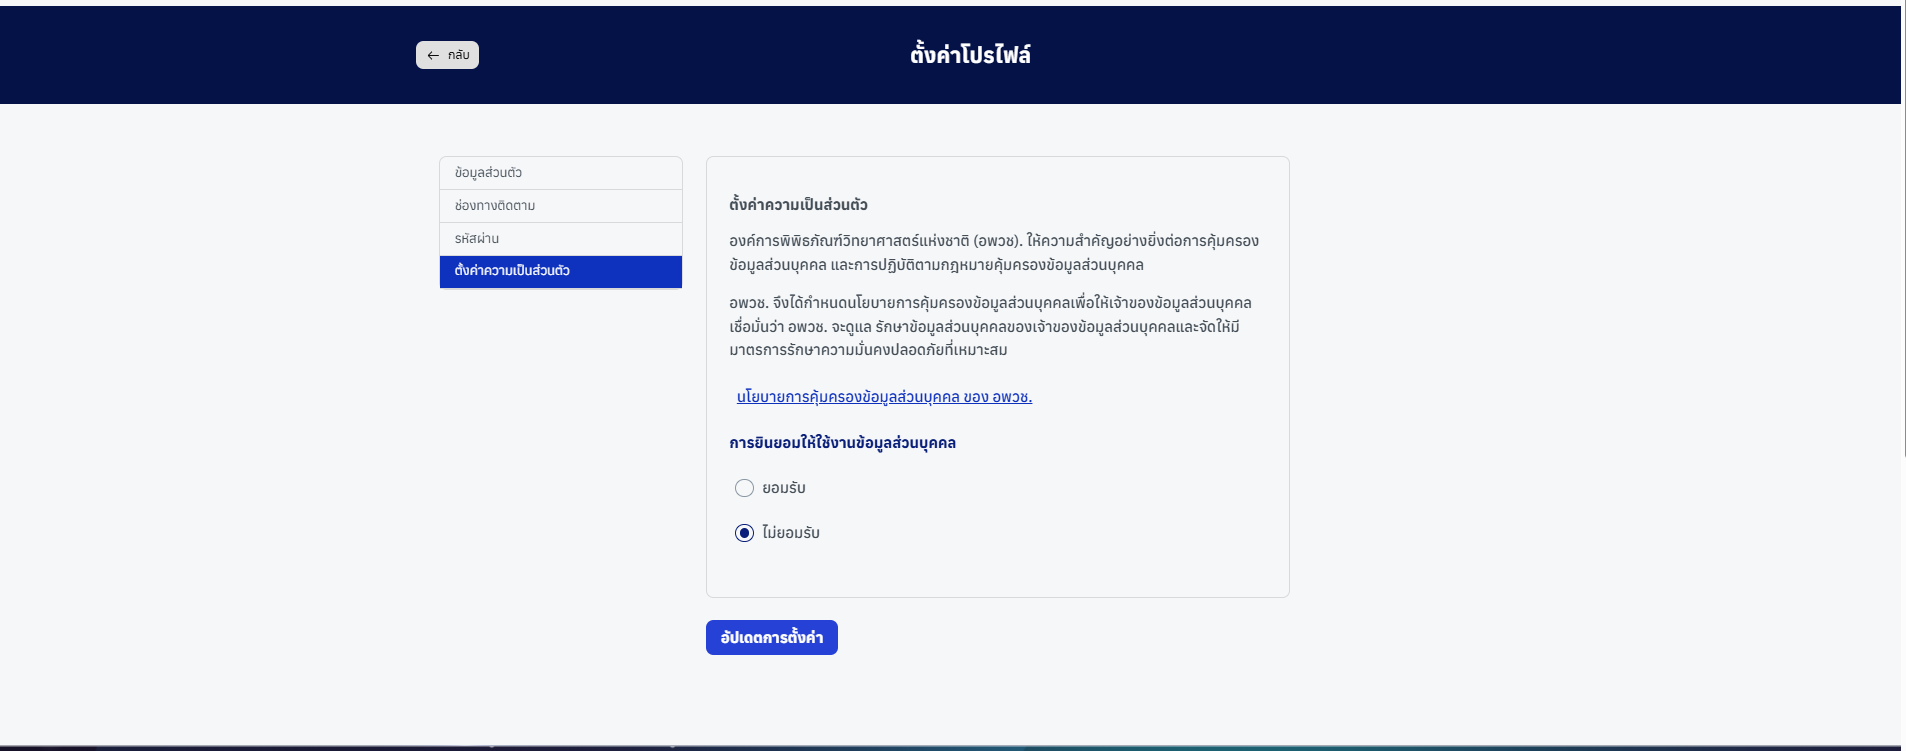 กลับ
ตั้งค่าโปรไฟล์
ข้อมูลส่วนตัว
ช่องทางติดตาม
รหัสผ่าน
ตั้งค่าความเป็นส่วนตัว
ตั้งค่าความเป็นส่วนตัว
องค์การพิพิธภัณฑ์วิทยาศาสตร์แห่งชาติ (อพวช). ให้ความสำคัญอย่างยิ่งต่อการคุ้มครอง
ข้อมูลส่วนบุคคล และการปฏิบัติตามกฎหมายคุ้มครองข้อมูลส่วนบุคคล
อพวช. จึงได้กำหนดนโยบายการคุ้มครองข้อมูลส่วนบุคคลเพื่อให้เจ้าของข้อมูลส่วนบุคคล
เชื่อมั่นว่า อพวช. จะดูแล รักษาข้อมูลส่วนบุคคลของเจ้าของข้อมูลส่วนบุคคลและจัดให้มี
มาตรการรักษาความมั่นคงปลอดภัยที่เหมาะสม
นโยบายการคุ้มครองข้อมูลส่วนบุคคล ของ อพวช.
การยินยอมให้ใช้งานข้อมูลส่วนบุคคล
ยอมรับ
ไม่ยอมรับ
อัปเดตการตั้งค่า